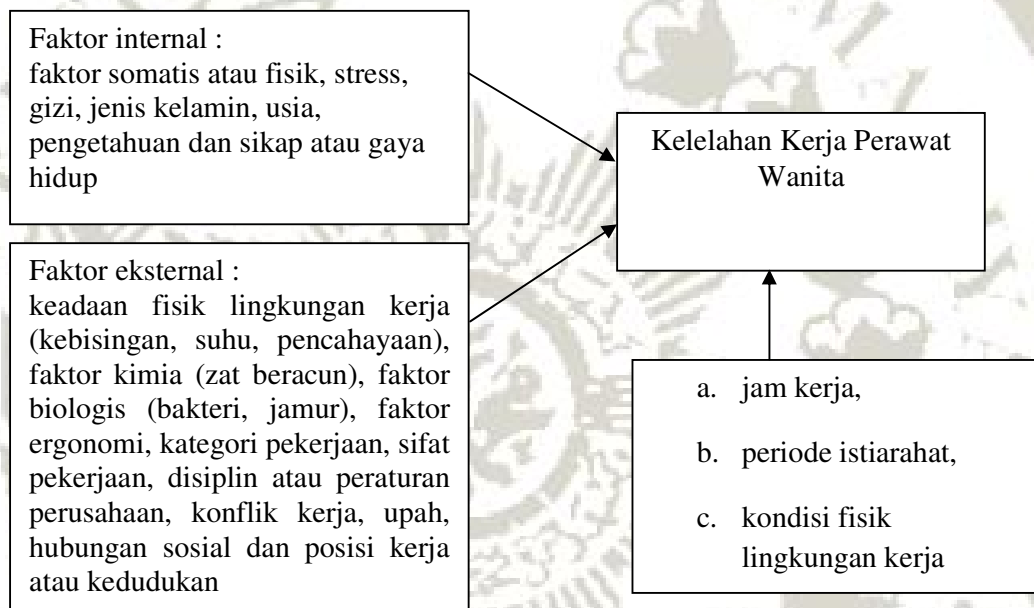 Faktor internal :
faktor somatis atau fisik, stress,
gizi, jenis kelamin, usia,
pengetahuan dan sikap atau gaya
hidup
Kelelahan Kerja Perawat
Wanita
Faktor eksternal :
keadaan fisik lingkungan kerja
(kebisingan, suhu, pencahayaan),
faktor kimia (zat beracun), faktor
biologis (bakteri, jamur), faktor
ergonomi, kategori pekerjaan, sifat
pekerjaan, disiplin atau peraturan
perusahaan, konflik kerja, upah,
hubungan sosial dan posisi kerja
atau kedudukan
a. jam kerja,
b. periode istiarahat,
c. kondisi fisik
lingkungan kerja